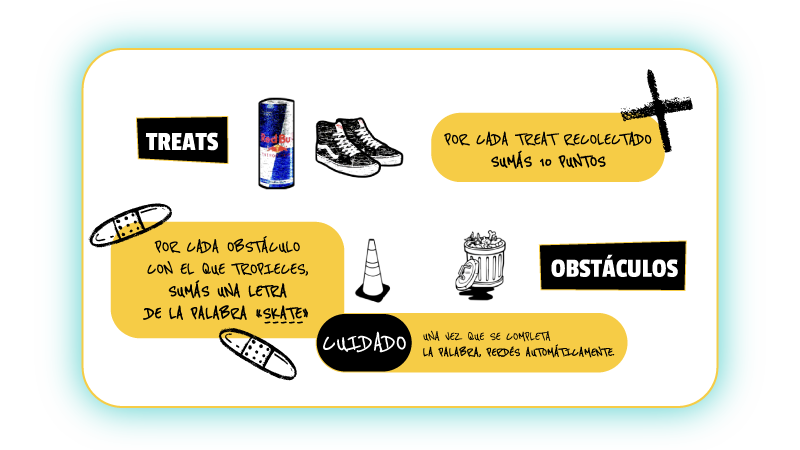 TREATS
Red Bu
POR CADA TREAT RECOLECTADO
SUMÁS 10 PUNTOS
POR CADA OBSTÁCULO
CON EL QUE TROPIECES,
SUMÁS UNA LETRA
DE LA PALABRA «SKATE»
OBSTÁCULOS
CUIDADO
UNA VEZ QUE SE COMPLETA
LA PALABRA, PERDÉS AUTOMÁTICAMENTE